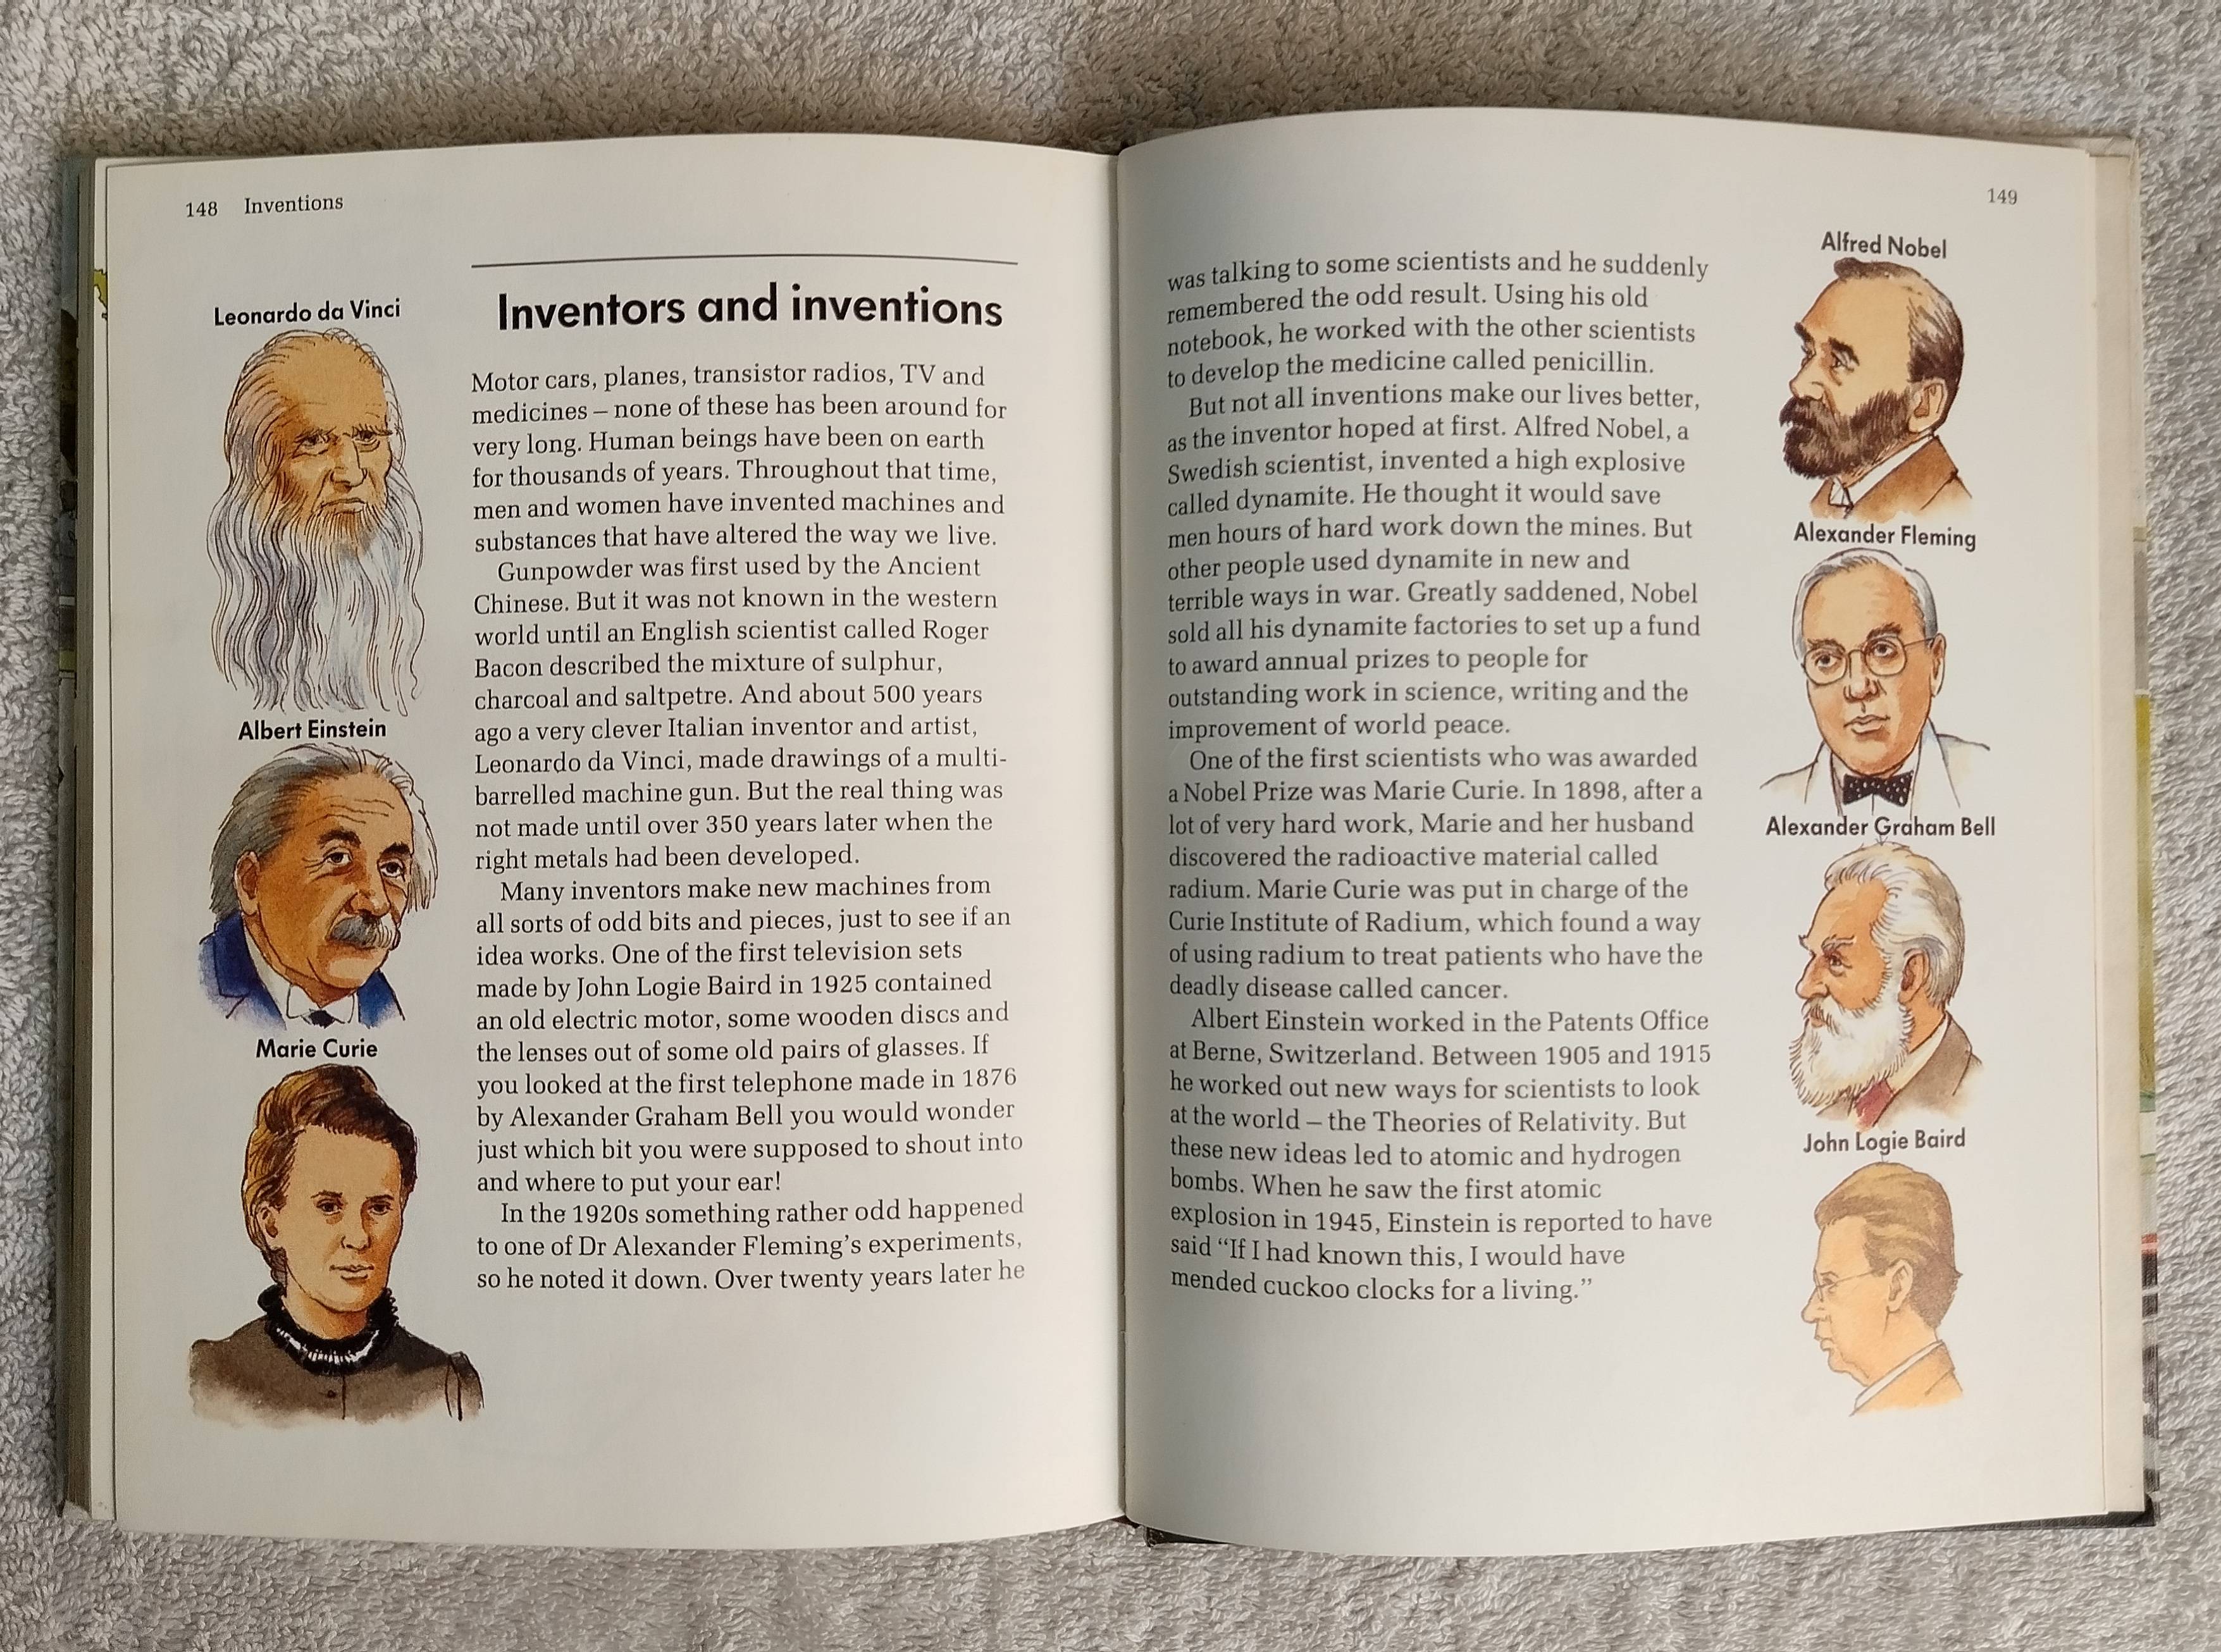 148 Inventions
Leonardo da Vinci
Albert Einstein
Marie Curie
Inventors and inventions
Motor cars, planes, transistor radios, TV and
medicines – none of these has been around for
very long. Human beings have been on earth
for thousands of years. Throughout that time,
men and women have invented machines and
substances that have altered the way we live.
Gunpowder was first used by the Ancient
Chinese. But it was not known in the western
world until an English scientist called Roger
Bacon described the mixture of sulphur,
charcoal and saltpetre. And about 500 years
ago a very clever Italian inventor and artist,
Leonardo da Vinci, made drawings of a multi-
barrelled machine gun. But the real thing was
not made until over 350 years later when the
right metals had been developed.
Many inventors make new machines from
all sorts of odd bits and pieces, just to see if an
idea works. One of the first television sets
made by John Logie Baird in 1925 contained
an old electric motor, some wooden discs and
the lenses out of some old pairs of glasses. If
you looked at the first telephone made in 1876
by Alexander Graham Bell you would wonder
just which bit you were supposed to shout into
and where to put your ear!
In the 1920s something rather odd happened
to one of Dr Alexander Fleming's experiments,
so he noted it down. Over twenty years later he
149
was talking to some scientists and he suddenly
remembered the odd result. Using his old
notebook, he worked with the other scientists
to develop the medicine called penicillin.
But not all inventions make our lives better,
as the inventor hoped at first. Alfred Nobel, a
Swedish scientist, invented a high explosive
called dynamite. He thought it would save
men hours of hard work down the mines. But
other people used dynamite in new and
terrible ways in war. Greatly saddened, Nobel
sold all his dynamite factories to set up a fund
to award annual prizes to people for
outstanding work in science, writing and the
improvement of world peace.
One of the first scientists who was awarded
a Nobel Prize was Marie Curie. In 1898, after a
lot of very hard work, Marie and her husband
discovered the radioactive material called
radium. Marie Curie was put in charge of the
Curie Institute of Radium, which found a way
of using radium to treat patients who have the
deadly disease called cancer.
Albert Einstein worked in the Patents Office
at Berne, Switzerland. Between 1905 and 1915
he worked out new ways for scientists to look
at the world – the Theories of Relativity. But
these new ideas led to atomic and hydrogen
bombs. When he saw the first atomic
explosion in 1945, Einstein is reported to have
said “If I had known this, I would have
mended cuckoo clocks for a living.”
Alfred Nobel
Alexander Fleming
Alexander Graham Bell
John Logie Baird